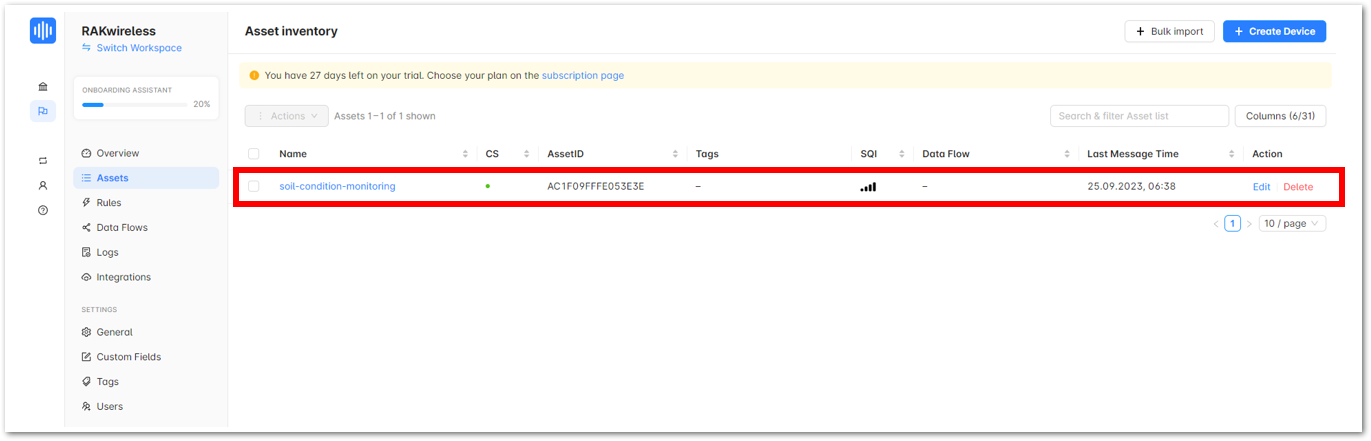 RAKwireless
Switch Workspace
ONBOARDING ASSISTANT
20%
Overview
Assets
Rules
Data Flows
Logs
Integrations
SETTINGS
General
Custom Fields
Tags
Users
Asset inventory
+ Bulk import
+ Create Device
You have 27 days left on your trial. Choose your plan on the subscription page
Actions
Assets 1–1 of 1 shown
Search & filter Asset list
Columns (6/31)
Name CS AssetID Tags SQI Data Flow Last Message Time Action
soil-condition-monitoring AC1F09FFFE053E3E – – 25.09.2023, 06:38 Edit Delete
< 1 > 10 / page